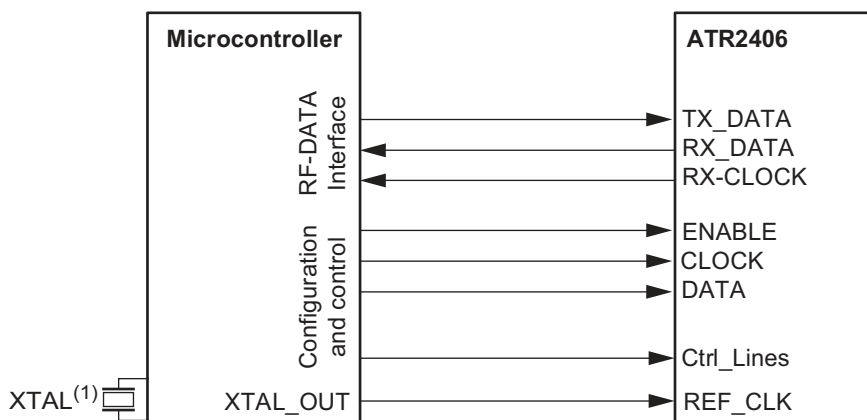 Microcontroller
ATR2406
RF-DATA
Interface
TX_DATA
RX_DATA
RX-CLOCK
Configuration
and control
ENABLE
CLOCK
DATA
Ctrl_Lines
XTAL(1)
XTAL_OUT
REF_CLK